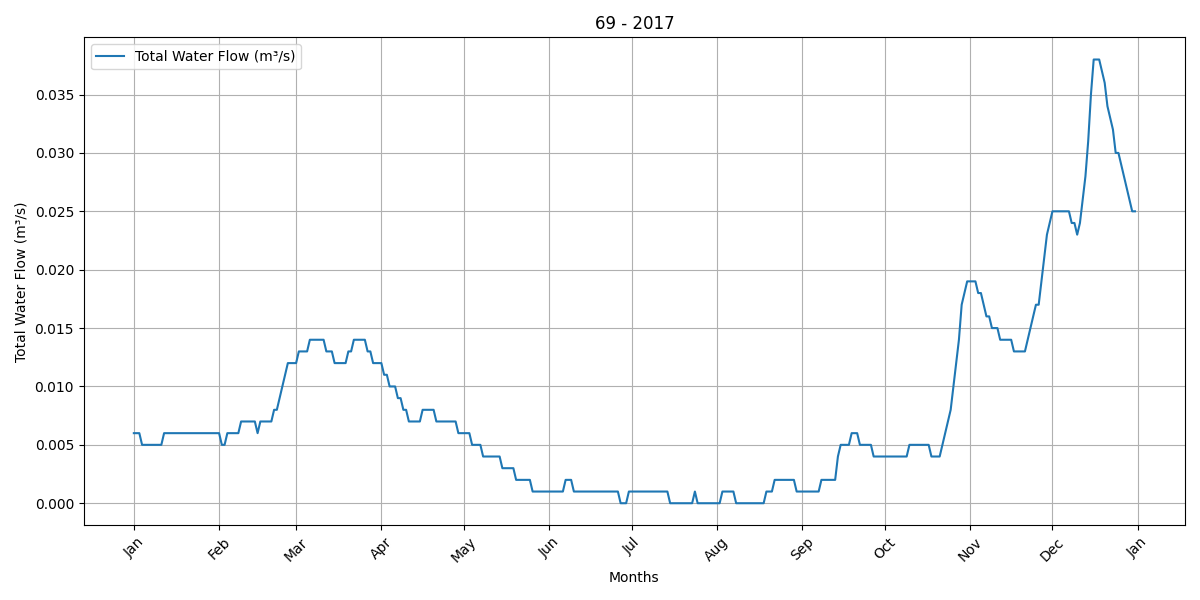 69 - 2017
Total Water Flow (m³/s)
Total Water Flow (m³/s)
0.035
0.030
0.025
0.020
0.015
0.010
0.005
0.000
Jan
Feb
Mar
Apr
May
Jun
Jul
Aug
Sep
Oct
Nov
Dec
Jan
Months